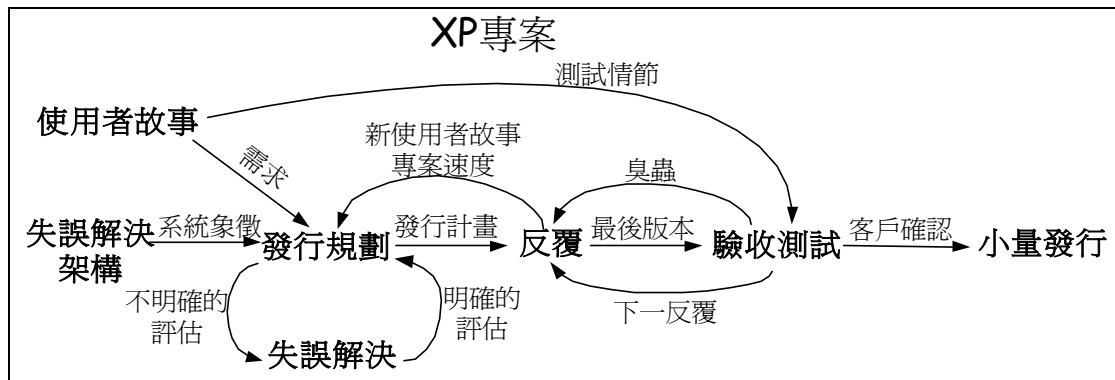 XP專案
測試情節
使用者故事
新使用者故事
專案速度
需求
臭蟲
失誤解決
架構
系統象徵
發行規劃
發行計畫
反覆
最後版本
驗收測試
客戶確認
小量發行
不明確的
評估
明確的
評估
下一反覆
失誤解決